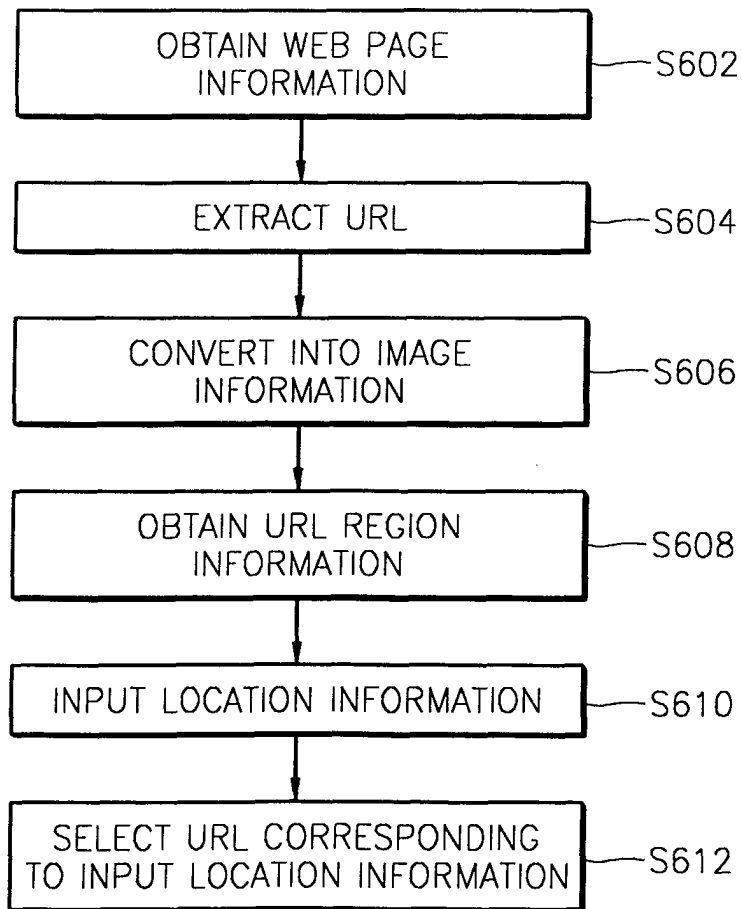 OBTAIN WEB PAGE
INFORMATION
S602
EXTRACT URL
S604
CONVERT INTO IMAGE
INFORMATION
S606
OBTAIN URL REGION
INFORMATION
S608
INPUT LOCATION INFORMATION
S610
SELECT URL CORRESPONDING
TO INPUT LOCATION INFORMATION
S612